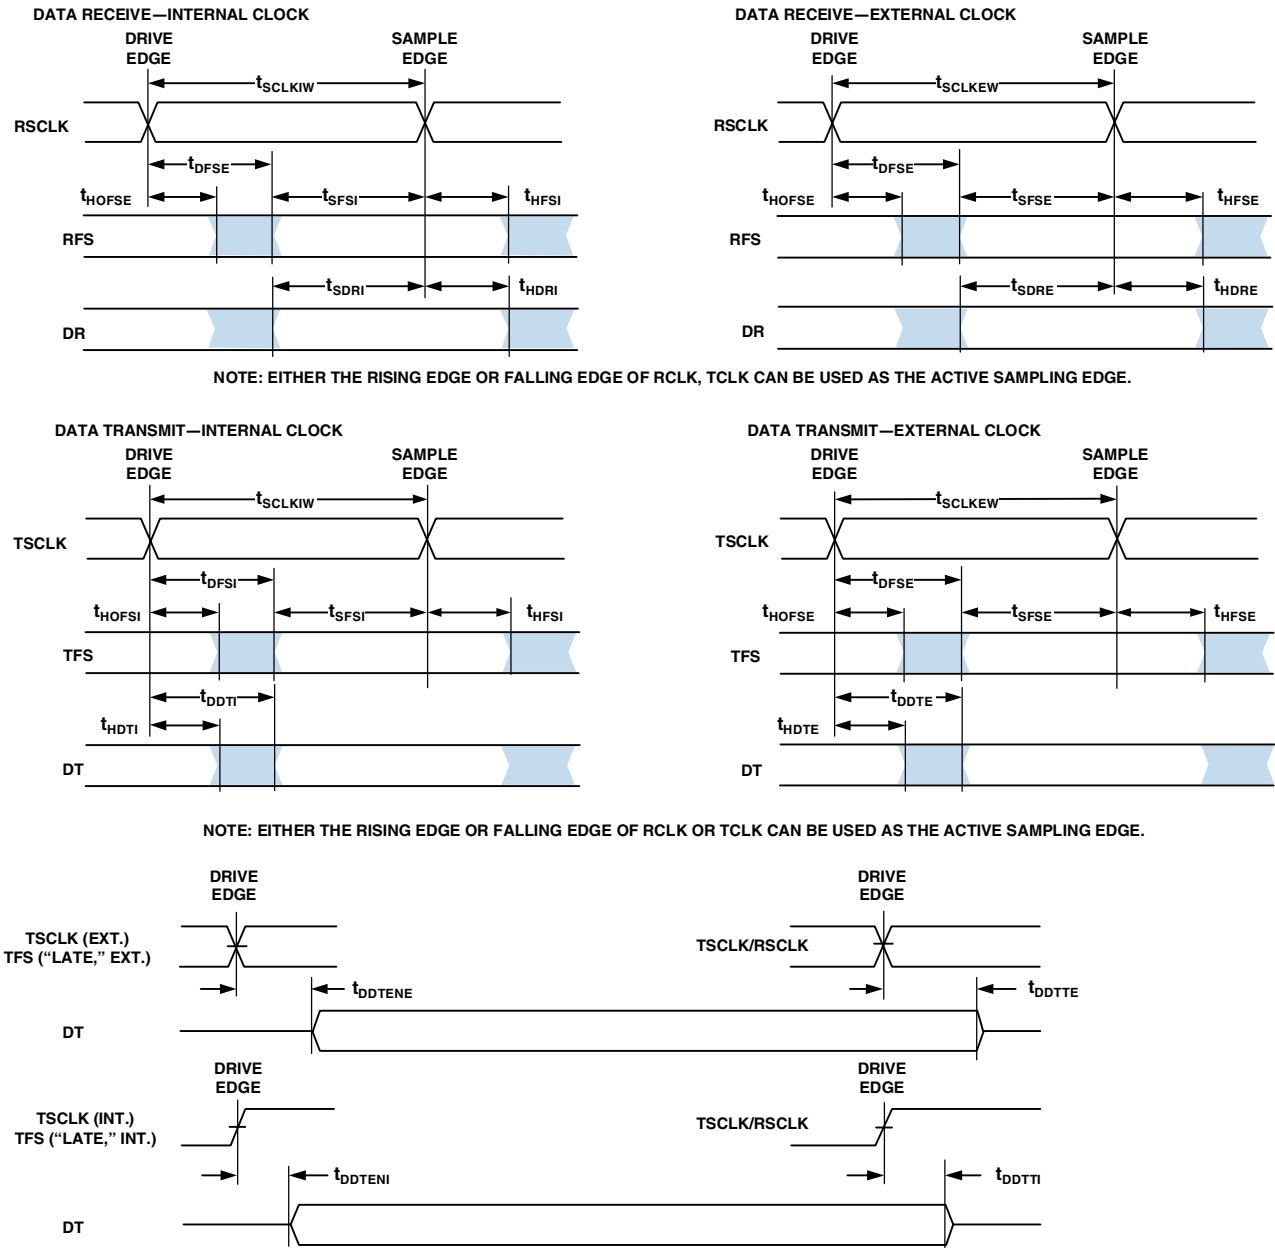 DATA RECEIVE—INTERNAL CLOCK
DRIVE
EDGE
SAMPLE
EDGE
tSCLKIW
RSCLK
tDFSE
tHOFSE
tSFSI
tHFSI
RFS
tSDRI
tHDRI
DR
DATA RECEIVE—EXTERNAL CLOCK
DRIVE
EDGE
SAMPLE
EDGE
tSCLKEW
RSCLK
tDFSE
tHOFSE
tSFSE
tHFSE
RFS
tSDRE
tHDRE
DR
NOTE: EITHER THE RISING EDGE OR FALLING EDGE OF RCLK, TCLK CAN BE USED AS THE ACTIVE SAMPLING EDGE.
DATA TRANSMIT—INTERNAL CLOCK
DRIVE
EDGE
SAMPLE
EDGE
tSCLKIW
TSCLK
tDFSI
tHOFSI
tSFSI
tHFSI
TFS
tDDTI
tHDTI
DT
DATA TRANSMIT—EXTERNAL CLOCK
DRIVE
EDGE
SAMPLE
EDGE
tSCLKEW
TSCLK
tDFSE
tHOFSE
tSFSE
tHFSE
TFS
tDDTE
tHDTE
DT
NOTE: EITHER THE RISING EDGE OR FALLING EDGE OF RCLK OR TCLK CAN BE USED AS THE ACTIVE SAMPLING EDGE.
DRIVE
EDGE
DRIVE
EDGE
TSCLK (EXT.)
TFS (“LATE,” EXT.)
TSCLK/RSCLK
tDDTENE
tDDTTE
DT
DRIVE
EDGE
DRIVE
EDGE
TSCLK (INT.)
TFS (“LATE,” INT.)
TSCLK/RSCLK
tDDTENI
tDDTTI
DT